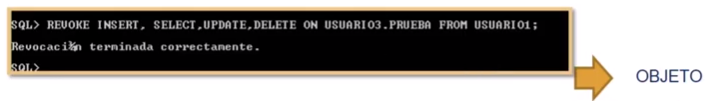 SQL> REVOKE INSERT, SELECT,UPDATE,DELETE ON USUARIO3.PRUEBA FROM USUARIO1;
Revocaci¾n terminada correctamente.
SQL>
OBJETO